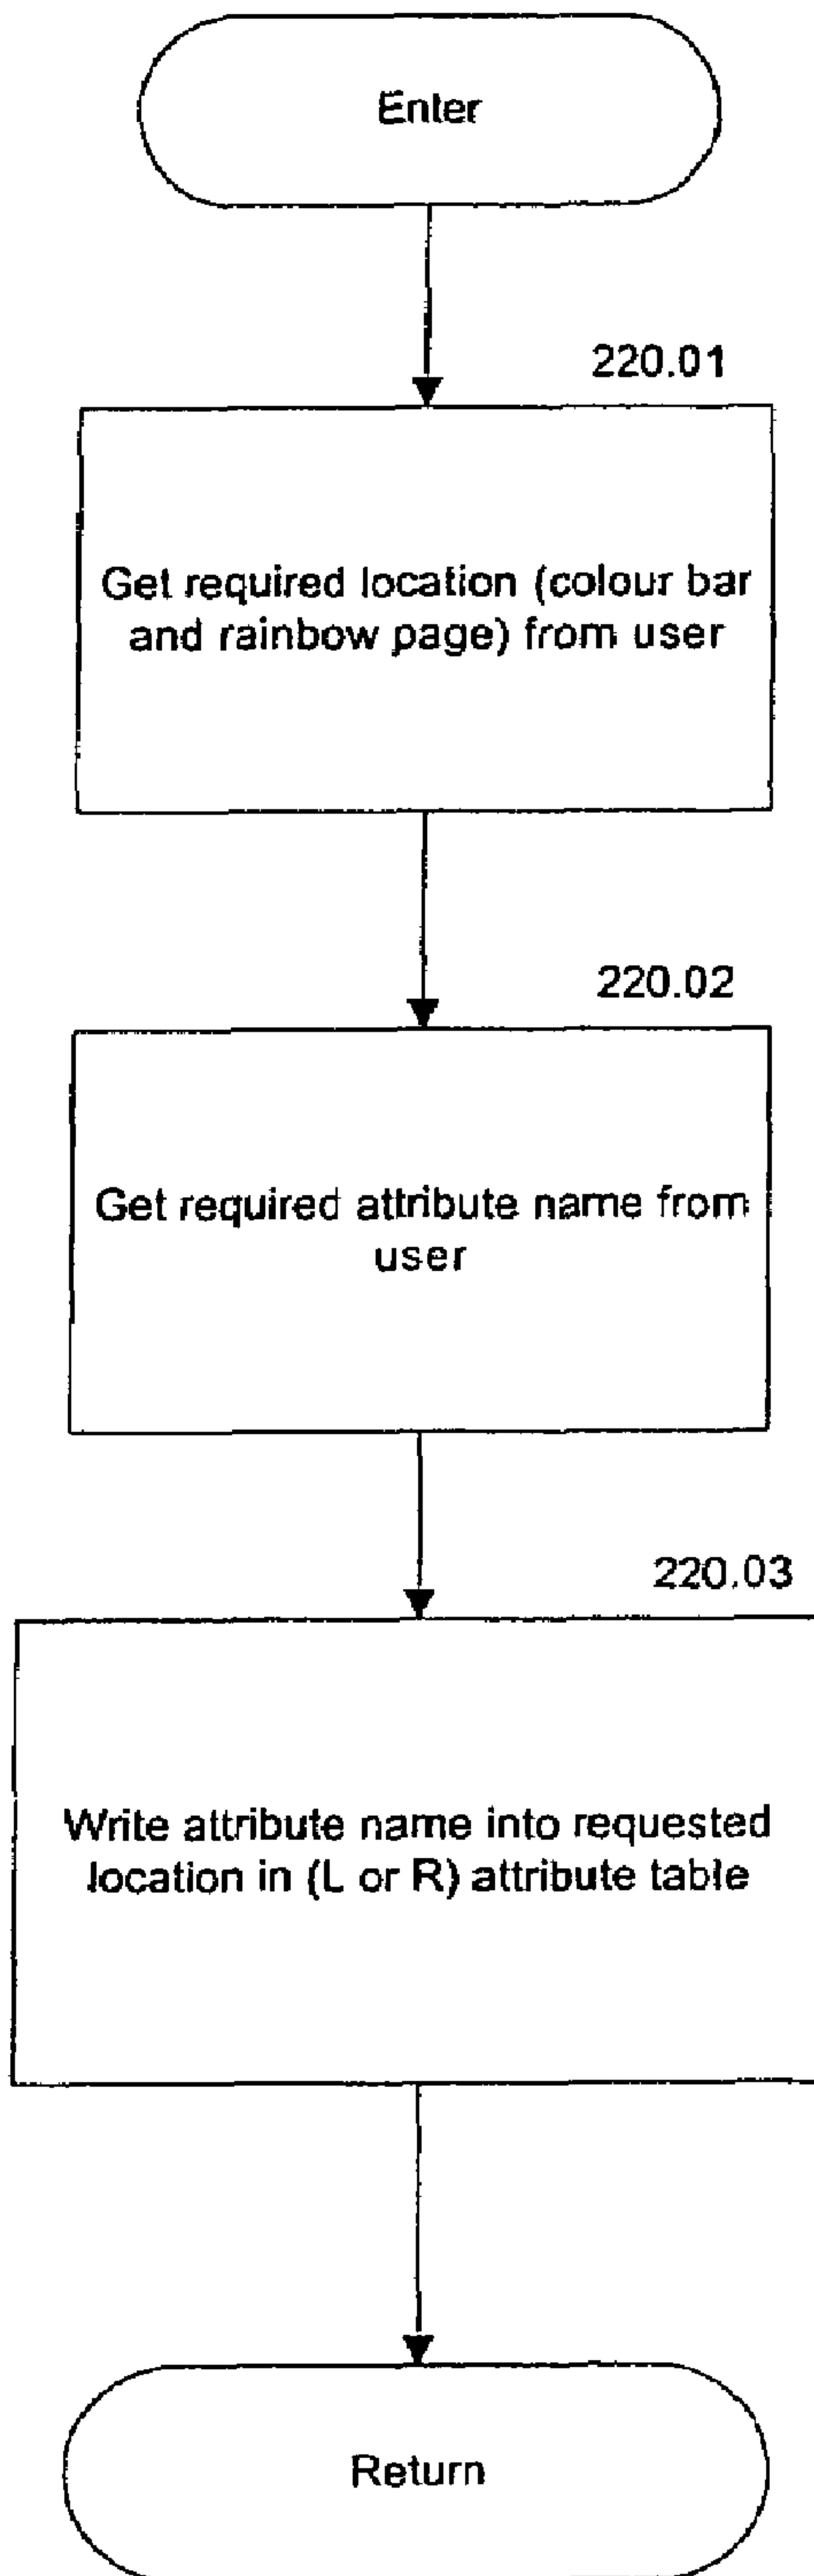 Enter
220.01
Get required location (colour bar
and rainbow page) from user
220.02
Get required attribute name from
user
220.03
Write attribute name into requested
location in (L or R) attribute table
Return